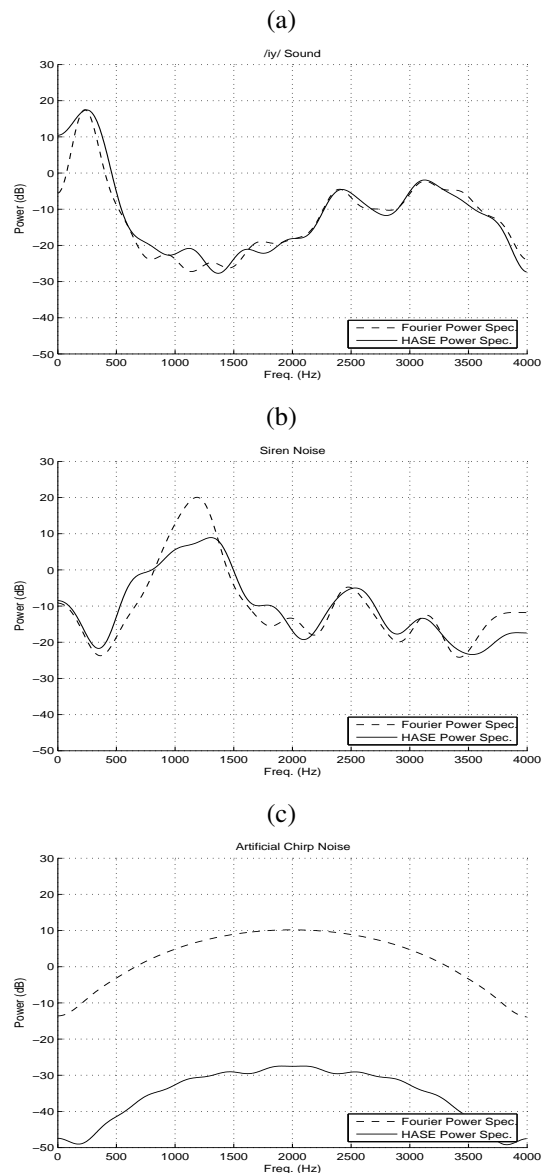 (a)
/iy/ Sound
30
20
10
0
−10
−20
−30
−40
−50
Power (dB)
0 500 1000 1500 2000 2500 3000 3500 4000
Freq. (Hz)
Fourier Power Spec.
HASE Power Spec.
(b)
Siren Noise
30
20
10
0
−10
−20
−30
−40
−50
Power (dB)
0 500 1000 1500 2000 2500 3000 3500 4000
Freq. (Hz)
Fourier Power Spec.
HASE Power Spec.
(c)
Artificial Chirp Noise
30
20
10
0
−10
−20
−30
−40
−50
Power (dB)
0 500 1000 1500 2000 2500 3000 3500 4000
Freq. (Hz)
Fourier Power Spec.
HASE Power Spec.